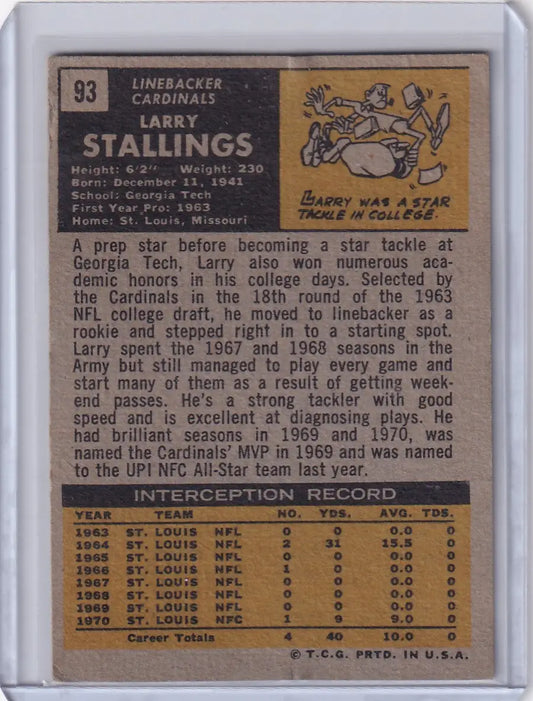 93
LINEBACKER
CARDINALS
LARRY
STALLINGS
Height: 6'2" Weight: 230
Born: December 11, 1941
School: Georgia Tech
First Year Pro: 1963
Home: St. Louis, Missouri
LARRY WAS A STAR
TACKLE IN COLLEGE.
A prep star before becoming a star tackle at
Georgia Tech, Larry also won numerous aca-
demic honors in his college days. Selected by
the Cardinals in the 18th round of the 1963
NFL college draft, he moved to linebacker as a
rookie and stepped right in to a starting spot.
Larry spent the 1967 and 1968 seasons in the
Army but still managed to play every game and
start many of them as a result of getting week-
end passes. He's a strong tackler with good
speed and is excellent at diagnosing plays. He
had brilliant seasons in 1969 and 1970, was
named the Cardinals' MVP in 1969 and was named
to the UPI NFC All-Star team last year.
INTERCEPTION RECORD
YEAR TEAM NO. YDS. AVG. TDS.
1963 ST. LOUIS NFL 0 0 0.0 0
1964 ST. LOUIS NFL 2 31 15.5 0
1965 ST. LOUIS NFL 0 0 0.0 0
1966 ST. LOUIS NFL 1 0 0.0 0
1967 ST. LOUIS NFL 0 0 0.0 0
1968 ST. LOUIS NFL 0 0 0.0 0
1969 ST. LOUIS NFL 0 0 0.0 0
1970 ST. LOUIS NFC 1 9 9.0 0
Career Totals 4 40 10.0 0
© T.C.G. PRTD. IN U.S.A.